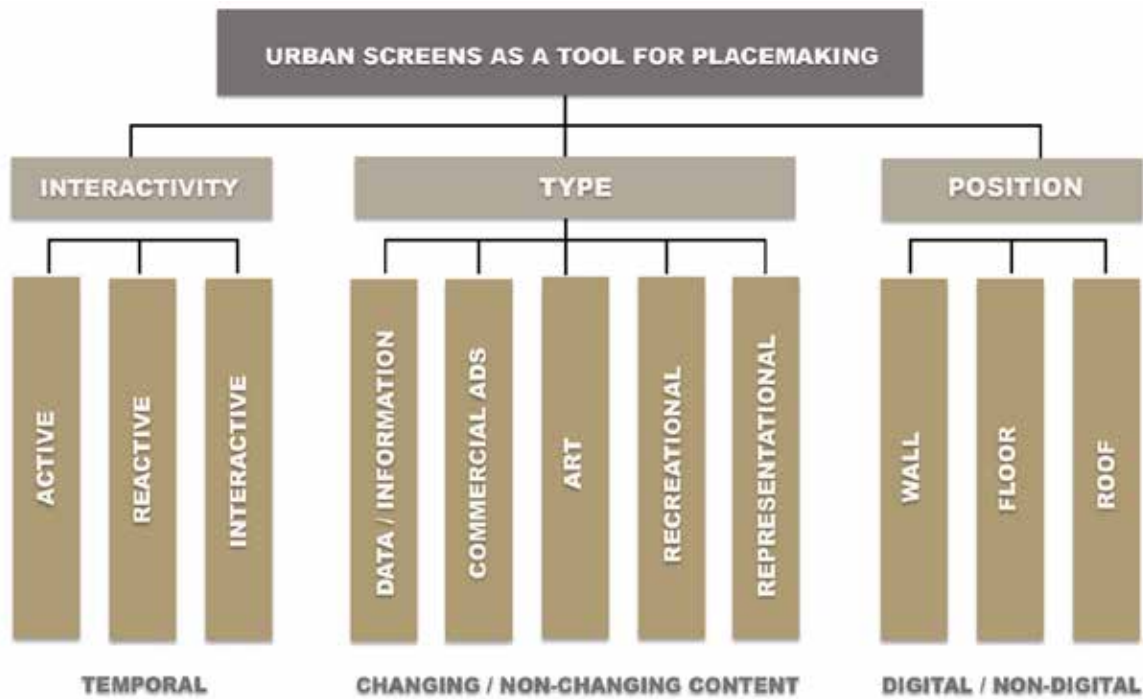 URBAN SCREENS AS A TOOL FOR PLACEMAKING
INTERACTIVITY
TYPE
POSITION
ACTIVE
REACTIVE
INTERACTIVE
DATA / INFORMATION
COMMERCIAL ADS
ART
RECREATIONAL
REPRESENTATIONAL
WALL
FLOOR
ROOF
TEMPORAL
CHANGING / NON-CHANGING CONTENT
DIGITAL / NON-DIGITAL